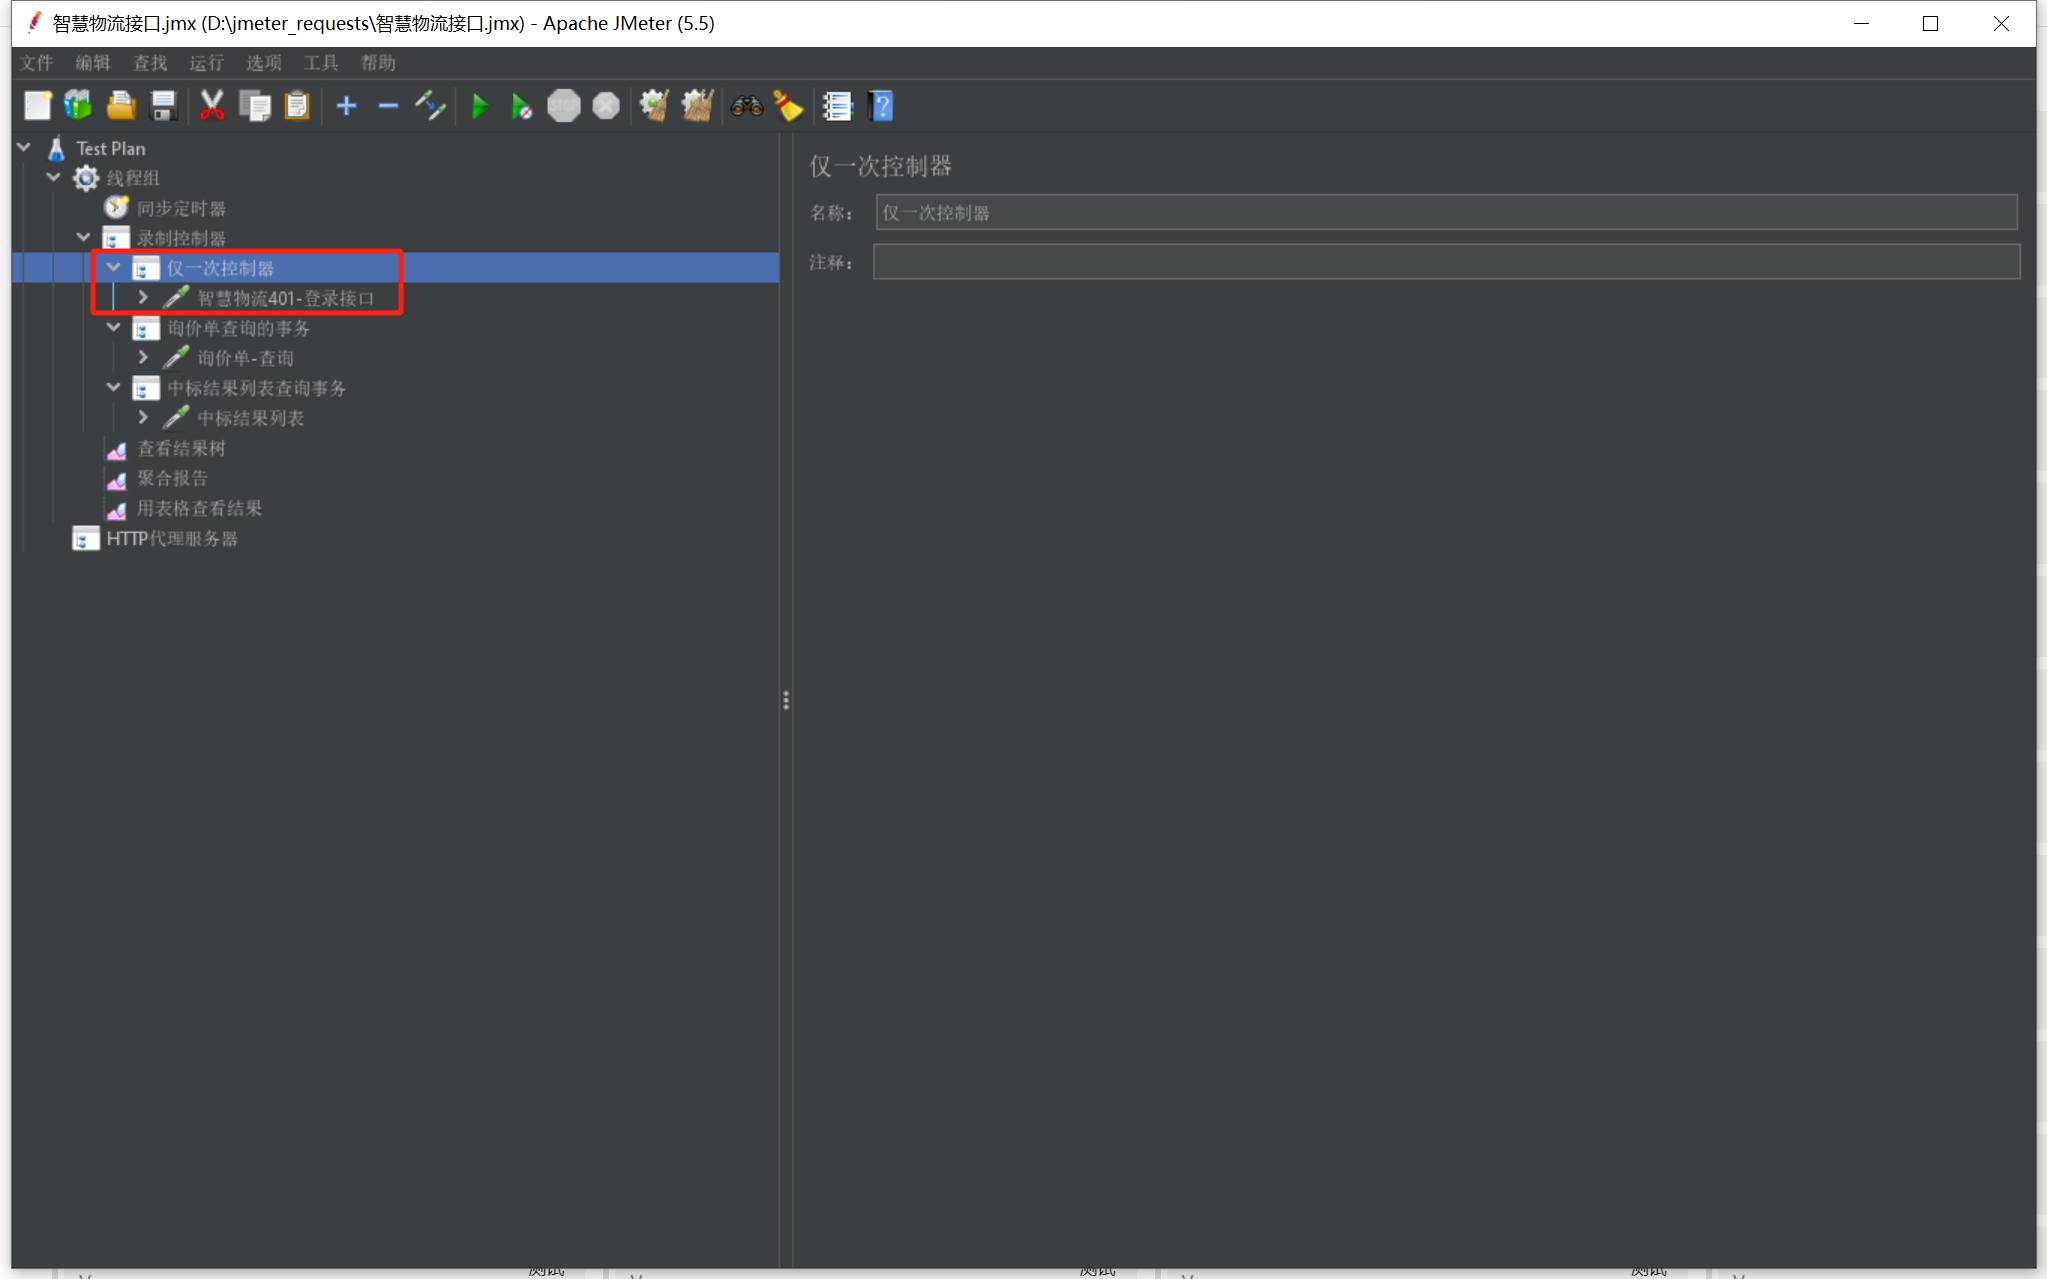 智慧物流接口.jmx (D:\jmeter_requests\智慧物流接口.jmx) - Apache JMeter (5.5)
文件 编辑 查找 运行 选项 工具 帮助
STOP
?
Test Plan
线程组
同步定时器
录制控制器
仅一次控制器
智慧物流401-登录接口
询价单查询的事务
询价单-查询
中标结果列表查询事务
中标结果列表
查看结果树
聚合报告
用表格查看结果
HTTP代理服务器
仅一次控制器
名称： 仅一次控制器
注释：
测试 测试 测试